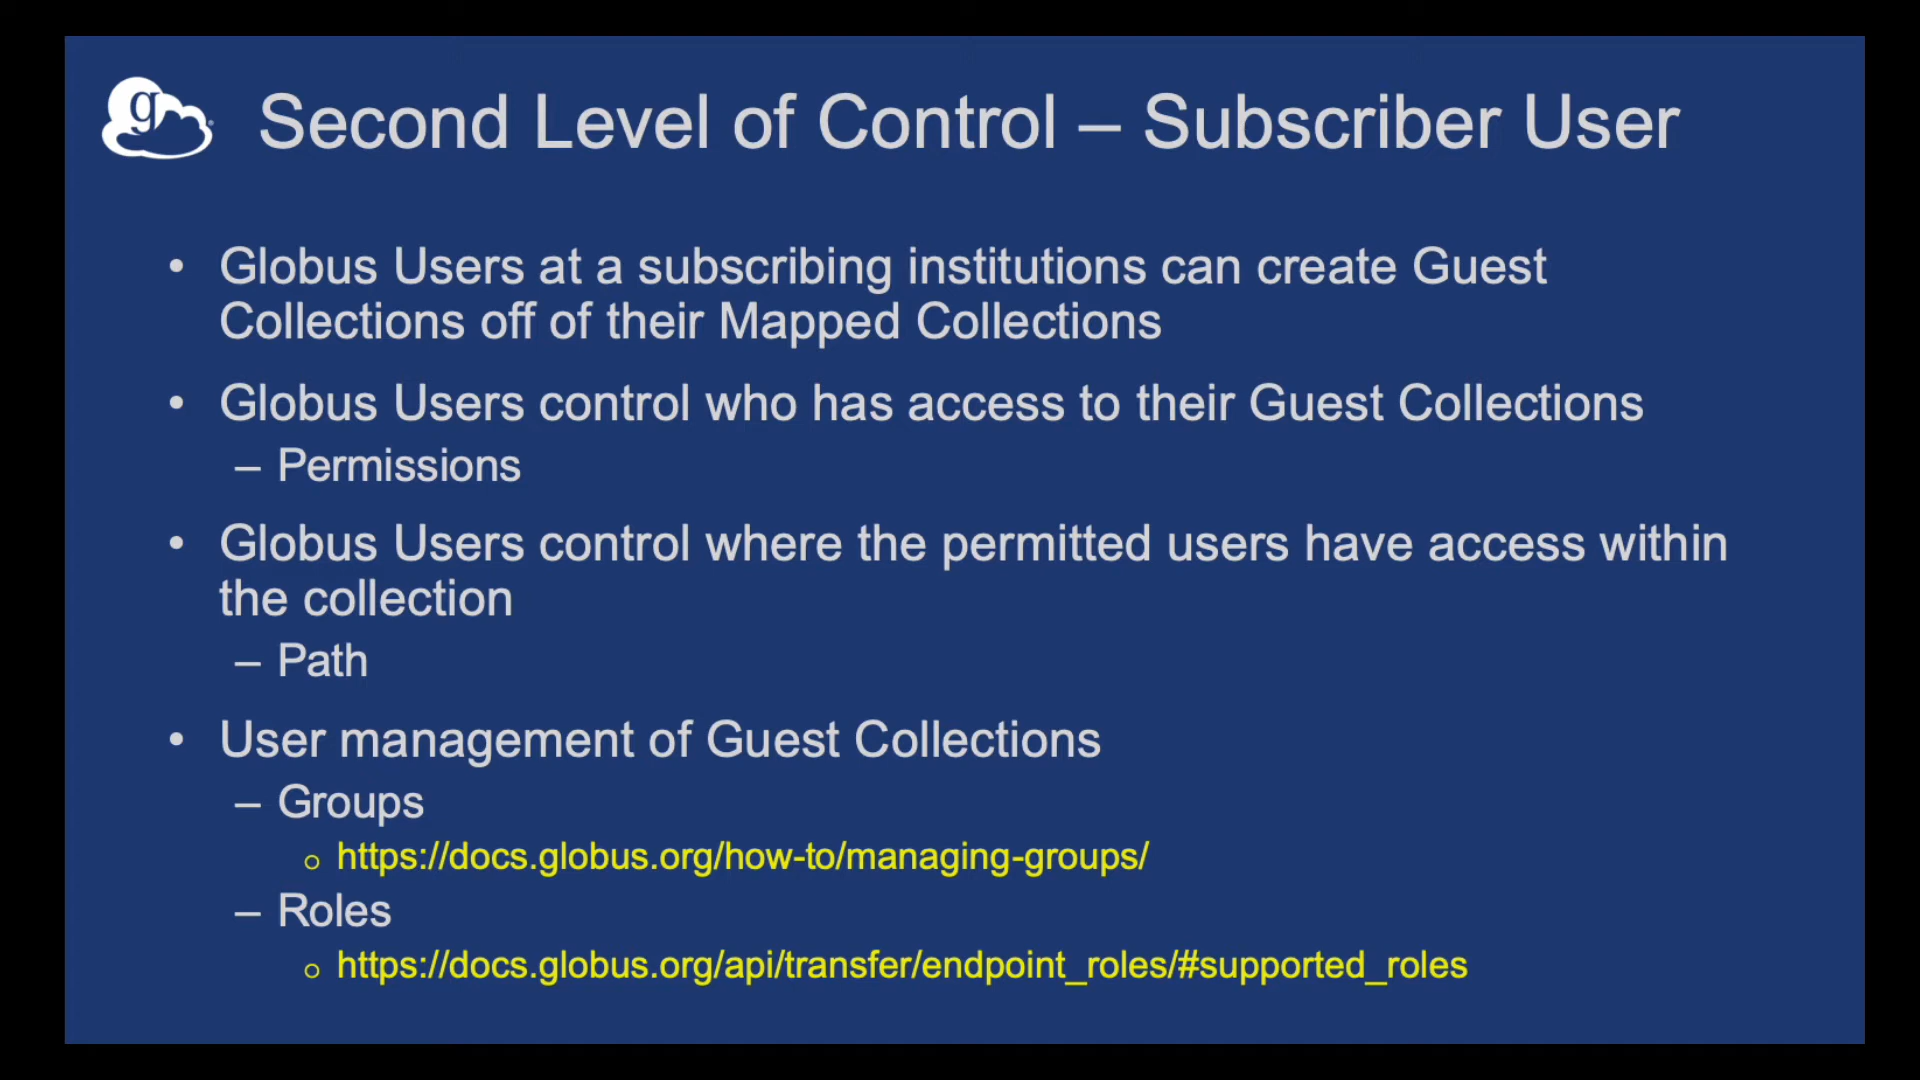 g
Second Level of Control – Subscriber User
• Globus Users at a subscribing institutions can create Guest
Collections off of their Mapped Collections
• Globus Users control who has access to their Guest Collections
– Permissions
• Globus Users control where the permitted users have access within
the collection
– Path
• User management of Guest Collections
– Groups
○ https://docs.globus.org/how-to/managing-groups/
– Roles
○ https://docs.globus.org/api/transfer/endpoint_roles/#supported_roles